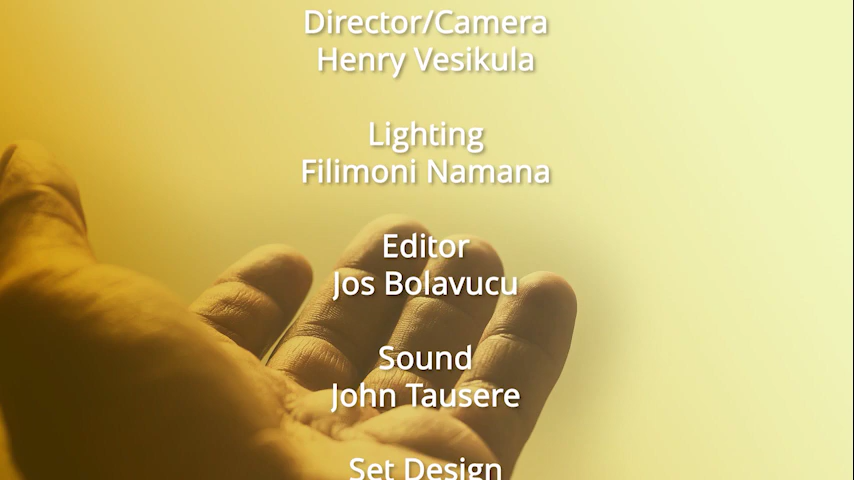 Director/Camera
Henry Vesikula
Lighting
Filimoni Namana
Editor
Jos Bolavucu
Sound
John Tausere
Set Design